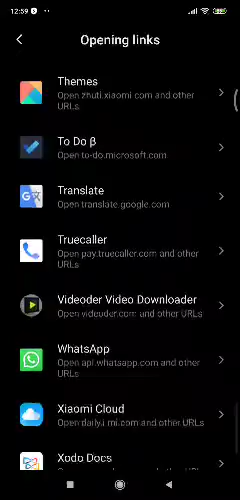 12:59
Opening links
Themes
Open zhuti.xiaomi.com and other
URLs
To Do β
Open to-do.microsoft.com
Translate
Open translate.google.com
Truecaller
Open pay.truecaller.com and other
URLs
Videoder Video Downloader
Open videoder.com and other URLs
WhatsApp
Open api.whatsapp.com and other
URLs
Xiaomi Cloud
Open daily.i.mi.com and other URLs
Xodo Docs